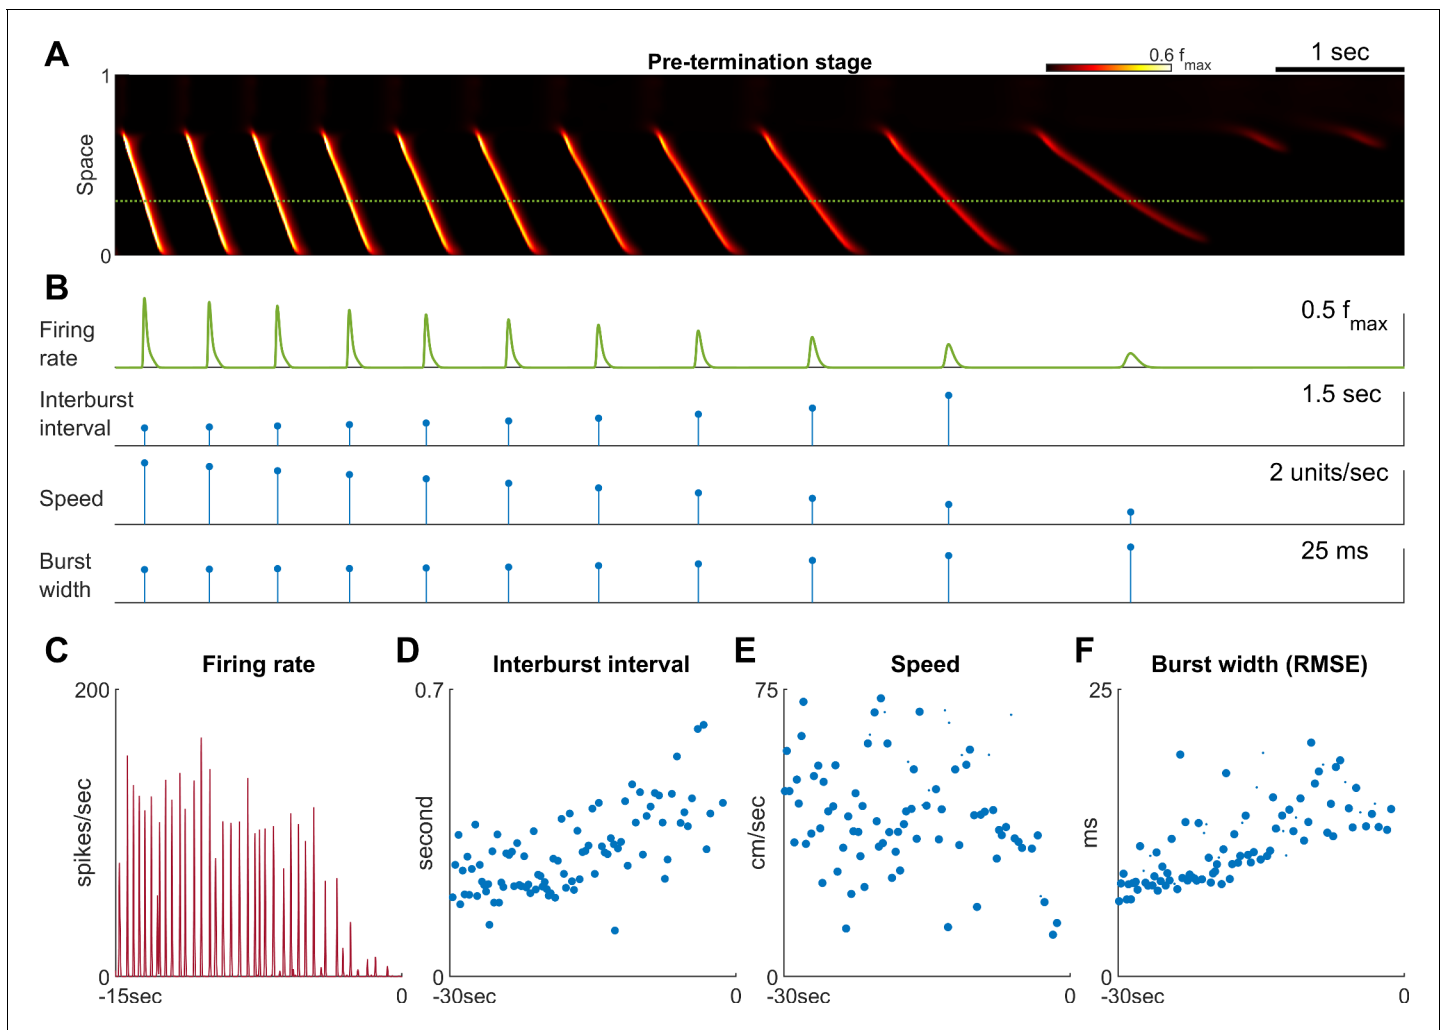 A
Pre-termination stage
0.6 fmax
1 sec
1
Space
0
B
Firing
rate
0.5 fmax
Interburst
interval
1.5 sec
Speed
2 units/sec
Burst
width
25 ms
C
Firing rate
200
spikes/sec
0
-15sec
0
D
Interburst interval
0.7
second
0
-30sec
0
E
Speed
75
cm/sec
0
-30sec
0
F
Burst width (RMSE)
25
ms
0
-30sec
0